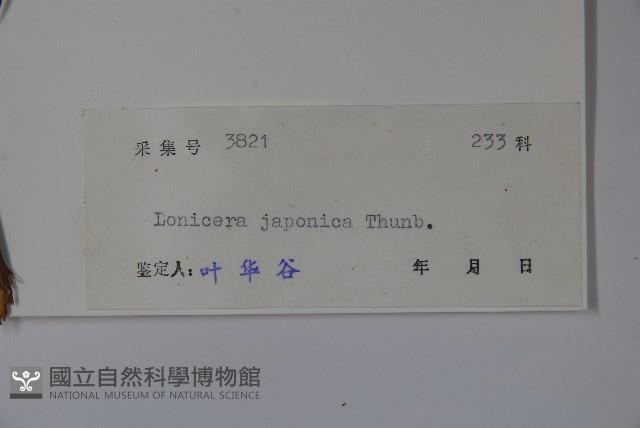 采集号 3821 233 科
Lonicera japonica Thunb.
鉴定人: 叶华谷 年 月 日
國立自然科學博物館
NATIONAL MUSEUM OF NATURAL SCIENCE